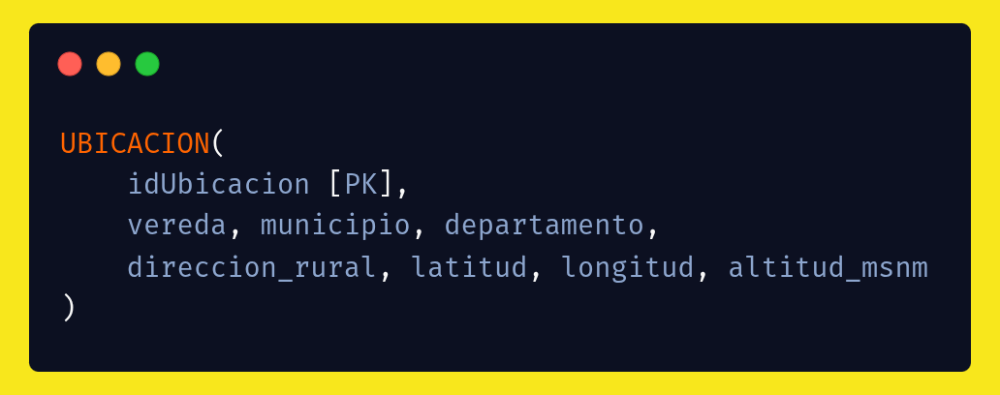 UBICACION(
idUbicacion [PK],
vereda, municipio, departamento,
direccion_rural, latitud, longitud, altitud_msnm
)